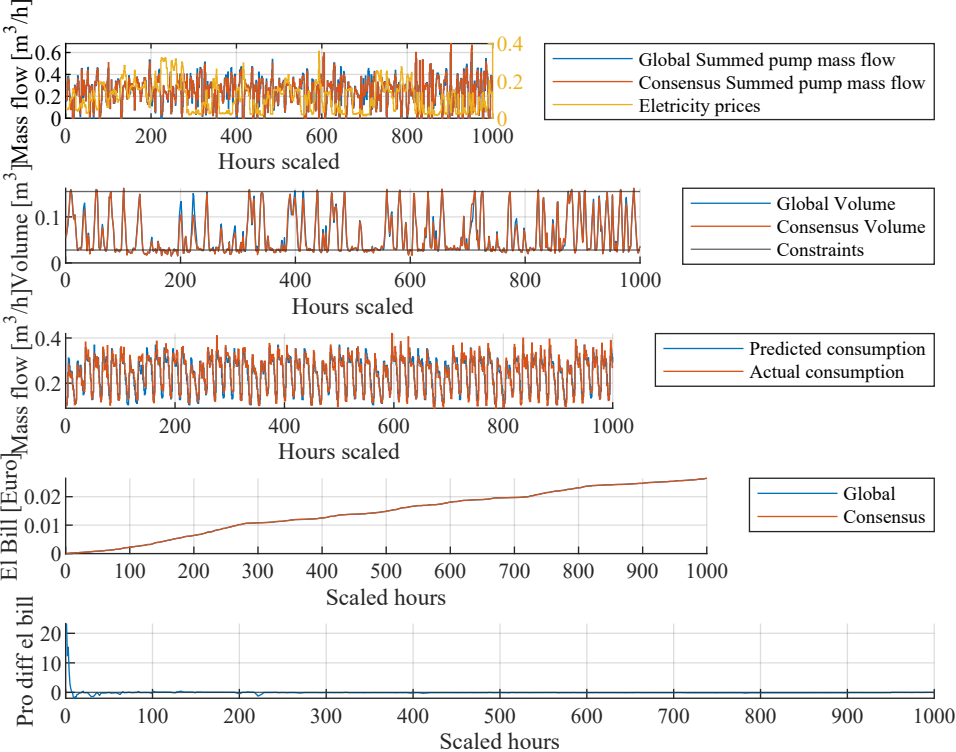 Mass flow [m³/h]
0.6
0.4
0.2
0
0.4
0.2
0
0 200 400 600 800 1000
Hours scaled
Global Summed pump mass flow
Consensus Summed pump mass flow
Eletricity prices
Volume [m³]
0.1
0
0 200 400 600 800 1000
Hours scaled
Global Volume
Consensus Volume
Constraints
Mass flow [m³/h]
0.4
0.2
0 200 400 600 800 1000
Hours scaled
Predicted consumption
Actual consumption
El Bill [Euro]
0.02
0.01
0
0 100 200 300 400 500 600 700 800 900 1000
Scaled hours
Global
Consensus
Pro diff el bill
20
10
0
0 100 200 300 400 500 600 700 800 900 1000
Scaled hours